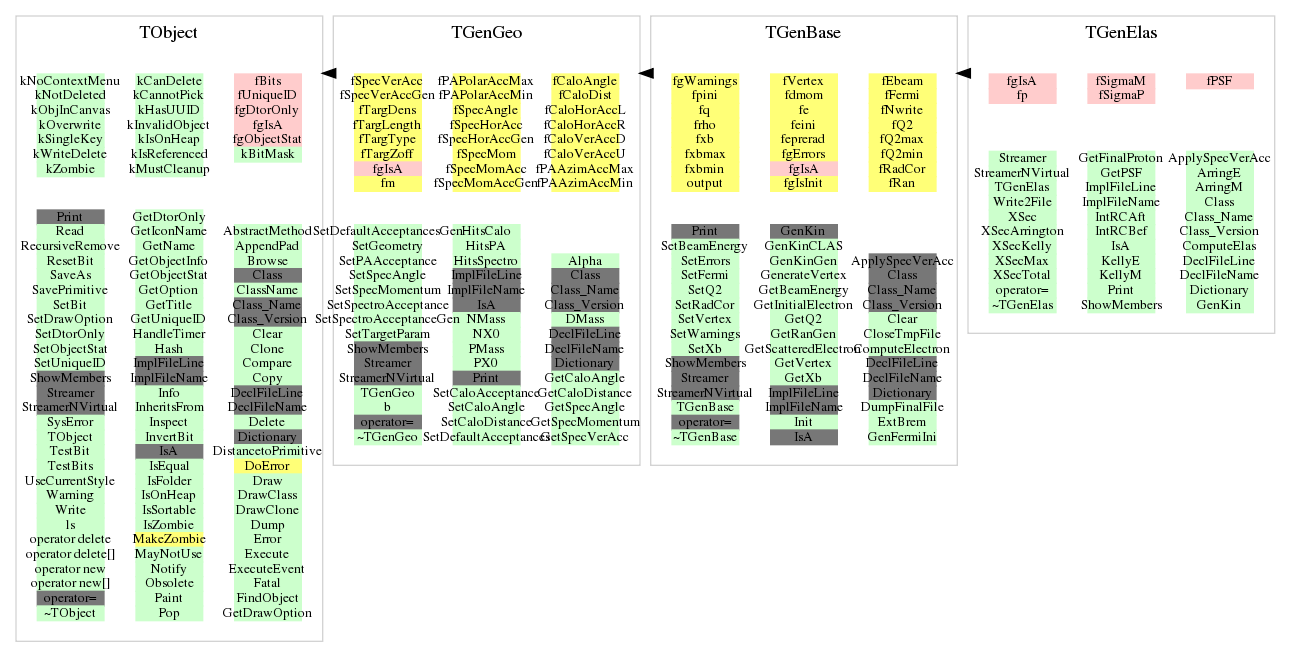 TObject
kNoContextMenu
kNotDeleted
kObjInCanvas
kOverwrite
kSingleKey
kWriteDelete
kZombie
kCanDelete
kCannotPick
kHasUUID
kInvalidObject
kIsOnHeap
kIsReferenced
kMustCleanup
fBits
fUniqueID
fgDtorOnly
fgIsA
fgObjectStat
kBitMask
Print
Read
RecursiveRemove
ResetBit
SaveAs
SavePrimitive
SetBit
SetDrawOption
SetDtorOnly
SetObjectStat
SetUniqueID
ShowMembers
Streamer
StreamerNVirtual
SysError
TObject
TestBit
TestBits
UseCurrentStyle
Warning
Write
ls
operator delete
operator delete[]
operator new
operator new[]
operator=
~TObject
GetDtorOnly
GetIconName
GetName
GetObjectInfo
GetObjectStat
GetOption
GetTitle
GetUniqueID
HandleTimer
Hash
ImplFileLine
ImplFileName
Info
InheritsFrom
Inspect
InvertBit
IsA
IsEqual
IsFolder
IsOnHeap
IsSortable
IsZombie
MakeZombie
MayNotUse
Notify
Obsolete
Paint
Pop
AbstractMethod
AppendPad
Browse
Class
ClassName
Class_Name
Class_Version
Clear
Clone
Compare
Copy
DeclFileLine
DeclFileName
Delete
Dictionary
DistancetoPrimitive
DoError
Draw
DrawClass
DrawClone
Dump
Error
Execute
ExecuteEvent
Fatal
FindObject
GetDrawOption
TGenGeo
fSpecVerAcc
fSpecVerAccGen
fTargDens
fTargLength
fTargType
fTargZoff
fgIsA
fm
fPAPolarAccMax
fPAPolarAccMin
fSpecAngle
fSpecHorAcc
fSpecHorAccGen
fSpecMom
fSpecMomAcc
fSpecMomAccGen
fCaloAngle
fCaloDist
fCaloHorAccL
fCaloHorAccR
fCaloVerAccD
fCaloVerAccU
fPAAzimAccMax
fPAAzimAccMin
SetDefaultAcceptancesGen
SetGeometry
SetPAAcceptance
SetSpecAngle
SetSpecMomentum
SetSpectroAcceptance
SetSpectroAcceptanceGen
SetTargetParam
ShowMembers
Streamer
StreamerNVirtual
TGenGeo
b
operator=
~TGenGeo
HitsCalo
HitsPA
HitsSpectro
ImplFileLine
ImplFileName
IsA
NMass
NX0
PMass
PX0
Print
SetCaloAcceptance
SetCaloAngle
SetCaloDistance
SetDefaultAcceptances
Alpha
Class
Class_Name
Class_Version
DMass
DeclFileLine
DeclFileName
Dictionary
GetCaloAngle
GetCaloDistance
GetSpecAngle
GetSpecMomentum
GetSpecVerAcc
TGenBase
fgWarnings
fpini
fq
frho
fxb
fxbmax
fxbmin
output
fVertex
fdmom
fe
feini
feprerad
fgErrors
fgIsA
fgIsInit
fEbeam
fFermi
fNwrite
fQ2
fQ2max
fQ2min
fRadCor
fRan
Print
SetBeamEnergy
SetErrors
SetFermi
SetQ2
SetRadCor
SetVertex
SetWarnings
SetXb
ShowMembers
Streamer
StreamerNVirtual
TGenBase
operator=
~TGenBase
GenKin
GenKinCLAS
GenKinGen
GenerateVertex
GetBeamEnergy
GetInitialElectron
GetQ2
GetRanGen
GetScatteredElectron
GetVertex
GetXb
ImplFileLine
ImplFileName
Init
IsA
ApplySpecVerAcc
Class
Class_Name
Class_Version
Clear
CloseTmpFile
ComputeElectron
DeclFileLine
DeclFileName
Dictionary
DumpFinalFile
ExtBrem
GenFermiIni
TGenElas
fgIsA
fp
fSigmaM
fSigmaP
fPSF
Streamer
StreamerNVirtual
TGenElas
Write2File
XSec
XSecArrington
XSecKelly
XSecMax
XSecTotal
operator=
~TGenElas
GetFinalProton
GetPSF
ImplFileLine
ImplFileName
IntRCAft
IntRCBef
IsA
KellyE
KellyM
Print
ShowMembers
ApplySpecVerAcc
ArringE
ArringM
Class
Class_Name
Class_Version
ComputeElas
DeclFileLine
DeclFileName
Dictionary
GenKin